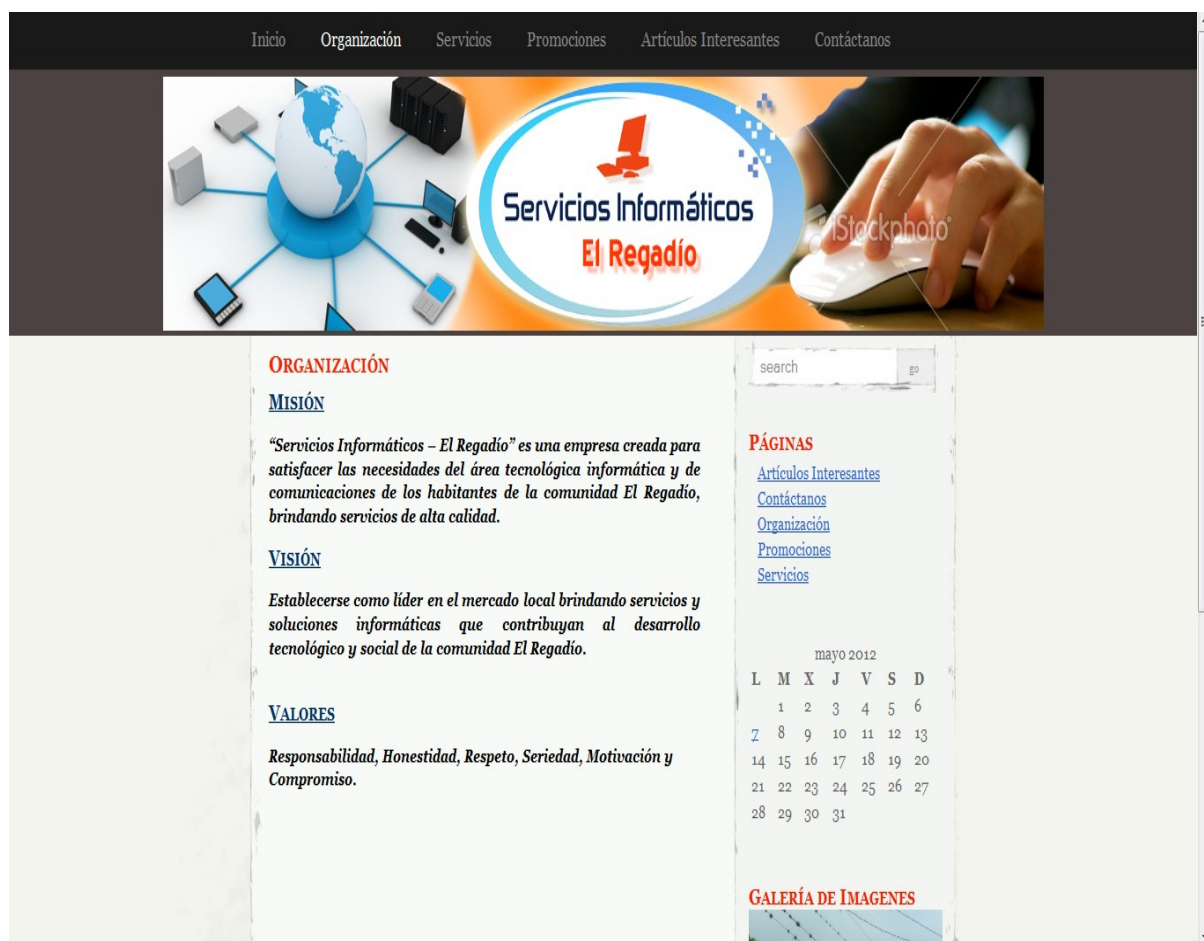 Inicio Organización Servicios Promociones Artículos Interesantes Contáctanos
Servicios Informáticos
El Regadío
iStockphoto
ORGANIZACIÓN
MISIÓN
“Servicios Informáticos – El Regadío” es una empresa creada para
satisfacer las necesidades del área tecnológica informática y de
comunicaciones de los habitantes de la comunidad El Regadío,
brindando servicios de alta calidad.
VISIÓN
Establecerse como líder en el mercado local brindando servicios y
soluciones informáticas que contribuyan al desarrollo
tecnológico y social de la comunidad El Regadío.
VALORES
Responsabilidad, Honestidad, Respeto, Seriedad, Motivación y
Compromiso.
search go
PÁGINAS
Artículos Interesantes
Contáctanos
Organización
Promociones
Servicios
mayo 2012
L M X J V S D
1 2 3 4 5 6
7 8 9 10 11 12 13
14 15 16 17 18 19 20
21 22 23 24 25 26 27
28 29 30 31
GALERÍA DE IMAGENES